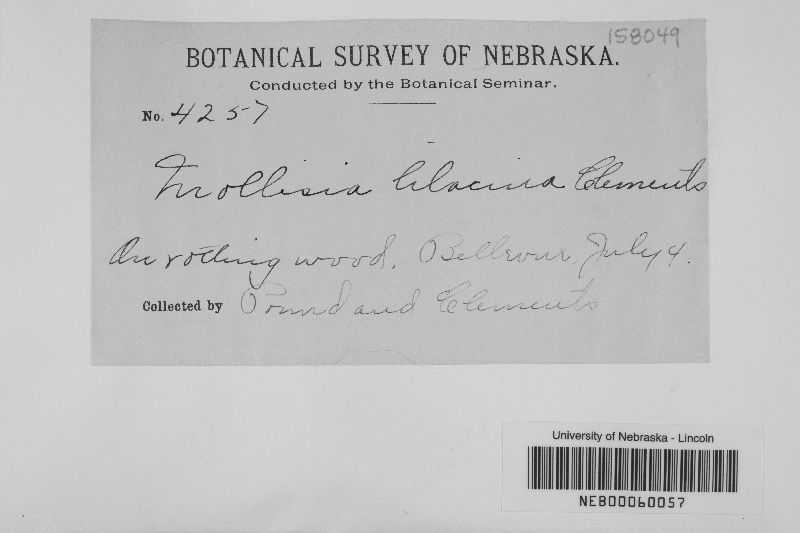 158049
BOTANICAL SURVEY OF NEBRASKA.
Conducted by the Botanical Seminar.
No. 4257
Mollisia lilacina Clements
On rotting wood. Bellevue, July 4.
Collected by Pound and Clements
University of Nebraska - Lincoln
NEB00060057